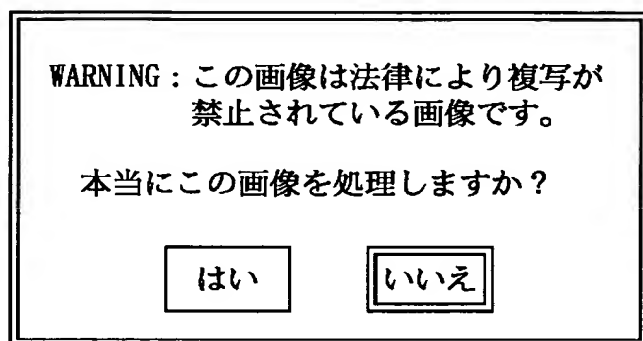 WARNING：この画像は法律により複写が
禁止されている画像です。
本当にこの画像を処理しますか？
はい
いいえ